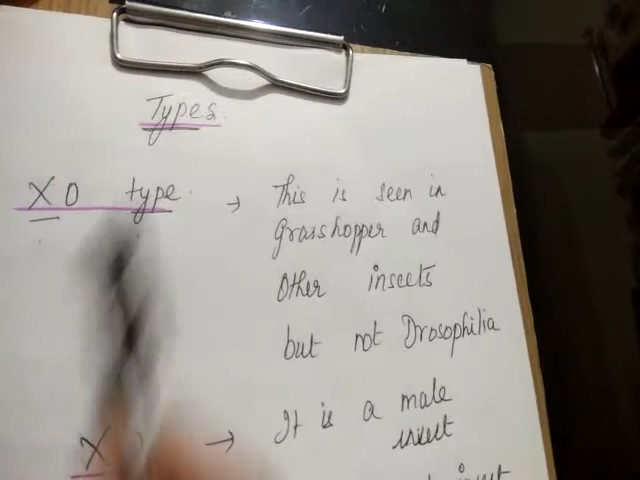 Types
XO type → This is seen in
Grasshopper and
Other insects
but not Drosophilia
X → It is a male
insect